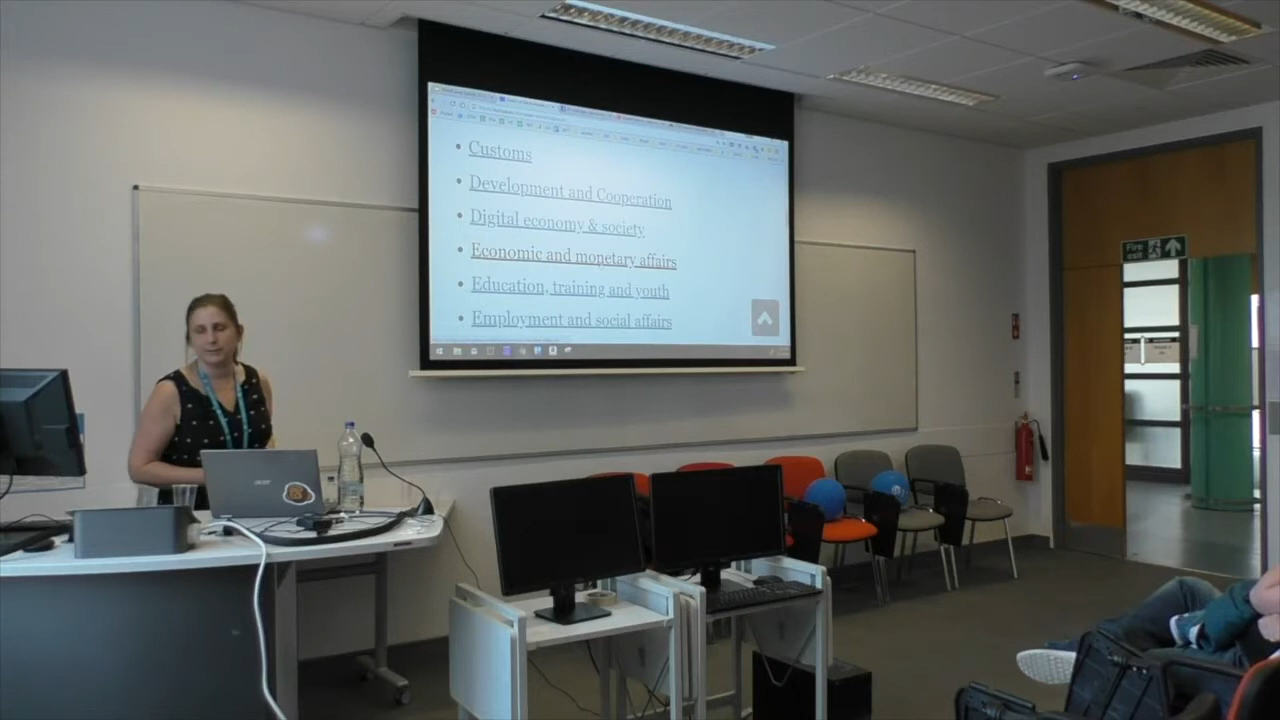 Customs
Development and Cooperation
Digital economy & society
Economic and monetary affairs
Education, training and youth
Employment and social affairs
Fire
exit
acer